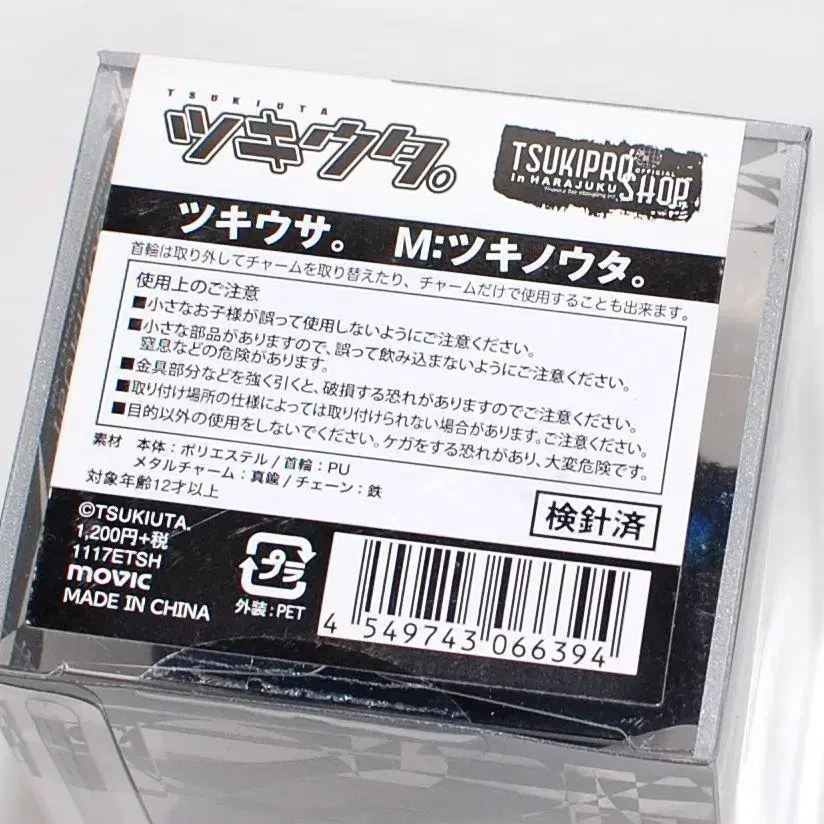 TSUKIUTA
ツキウタ。
TSUKIPRO SHOP
in HARAJUKU
OFFICIAL
ツキウサ。 M:ツキノウタ。
首輪は取り外してチャームを取り替えたり、チャームだけで使用することも出来ます。
使用上のご注意
■小さなお子様が誤って使用しないようにご注意ください。
■小さな部品がありますので、誤って飲み込まないようにご注意ください。
窒息などの危険があります。
■金具部分などを強く引くと、破損する恐れがありますのでご注意ください。
■取り付け場所の仕様によっては取り付けられない場合があります。ご注意ください。
■目的以外の使用をしないでください。ケガをする恐れがあり、大変危険です。
素材 本体:ポリエステル/首輪:PU
メタルチャーム:真鍮/チェーン:鉄
対象年齢12才以上
検針済
©TSUKIUTA.
1,200円+税
1117ETSH
movic
MADE IN CHINA
プラ
外装:PET
4 549743 066394